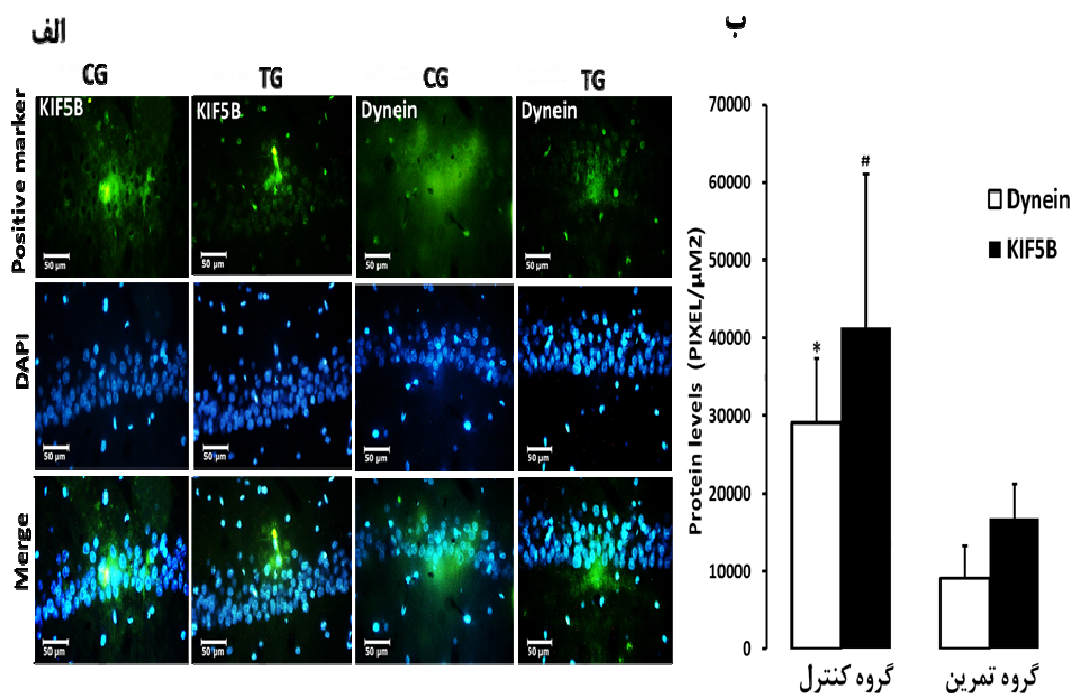 الف
CG TG CG TG
Positive marker
KIF5B KIF5B Dynein Dynein
50 µm 50 µm 50 µm 50 µm
DAPI
50 µm 50 µm 50 µm 50 µm
Merge
50 µm 50 µm 50 µm 50 µm
ب
Protein levels (PIXEL/µM2)
70000
60000
50000
40000
30000
20000
10000
0
* #
Dynein
KIF5B
گروه کنترل گروه تمرین